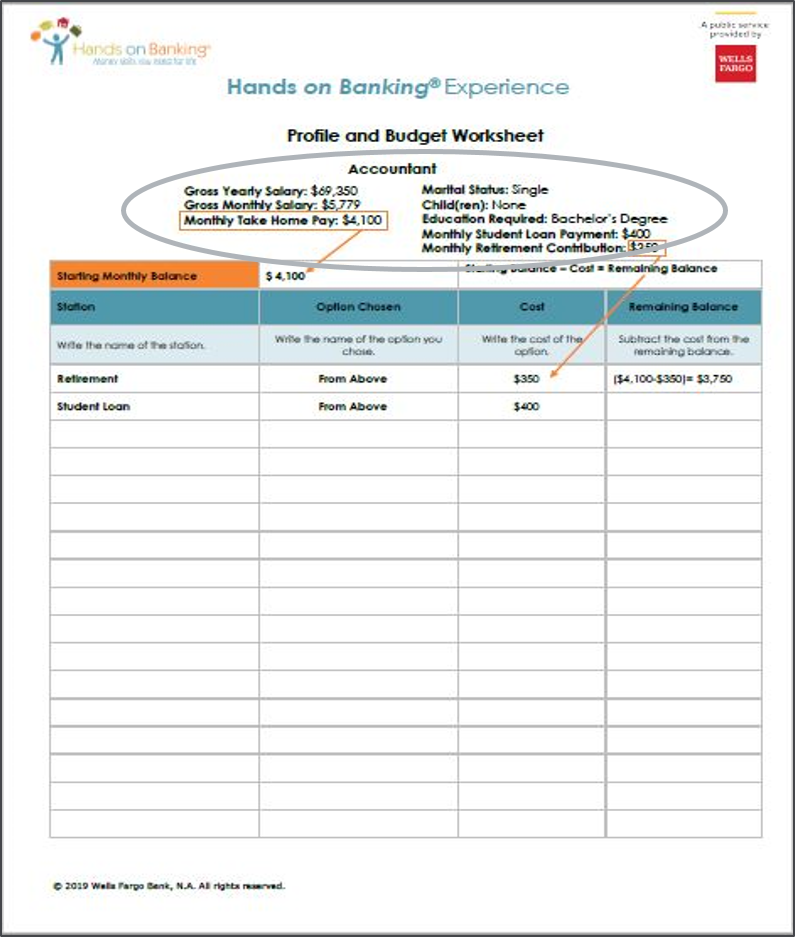 Hands on Banking®
Money skills you need for life
A public service
provided by
WELLS
FARGO
Hands on Banking® Experience
Profile and Budget Worksheet
Accountant
Gross Yearly Salary: $69,350
Gross Monthly Salary: $5,779
Monthly Take Home Pay: $4,100
Marital Status: Single
Child(ren): None
Education Required: Bachelor's Degree
Monthly Student Loan Payment: $400
Monthly Retirement Contribution: $350
Starting Monthly Balance $ 4,100 Starting Balance – Cost = Remaining Balance
Station Option Chosen Cost Remaining Balance
Write the name of the station. Write the name of the option you chose. Write the cost of the option. Subtract the cost from the remaining balance.
Retirement From Above $350 ($4,100-$350)= $3,750
Student Loan From Above $400
© 2019 Wells Fargo Bank, N.A. All rights reserved.